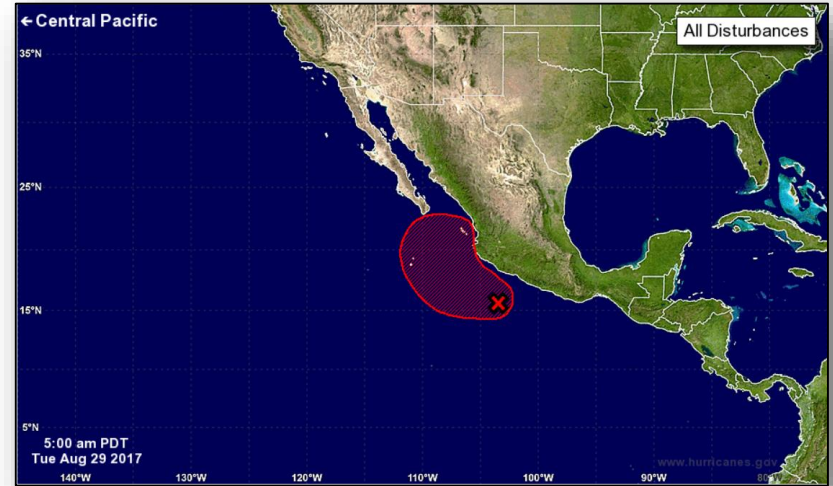 ← Central Pacific
All Disturbances
35°N
25°N
15°N
5°N
5:00 am PDT
Tue Aug 29 2017
www.hurricanes.gov
140°W 130°W 120°W 110°W 100°W 90°W 80°W